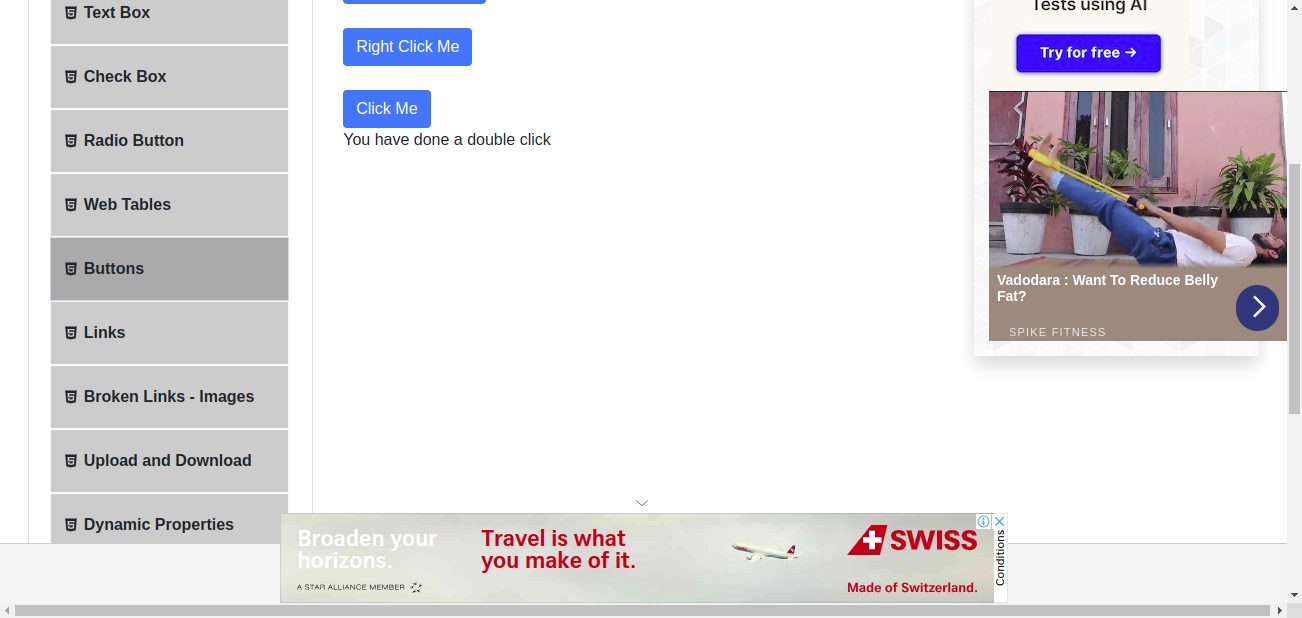 Text Box
Check Box
Radio Button
Web Tables
Buttons
Links
Broken Links - Images
Upload and Download
Dynamic Properties
Right Click Me
Click Me
You have done a double click
Tests using AI
Try for free →
Vadodara : Want To Reduce Belly
Fat?
SPIKE FITNESS
Broaden your
horizons.
A STAR ALLIANCE MEMBER
Travel is what
you make of it.
SWISS
Made of Switzerland.
Conditions